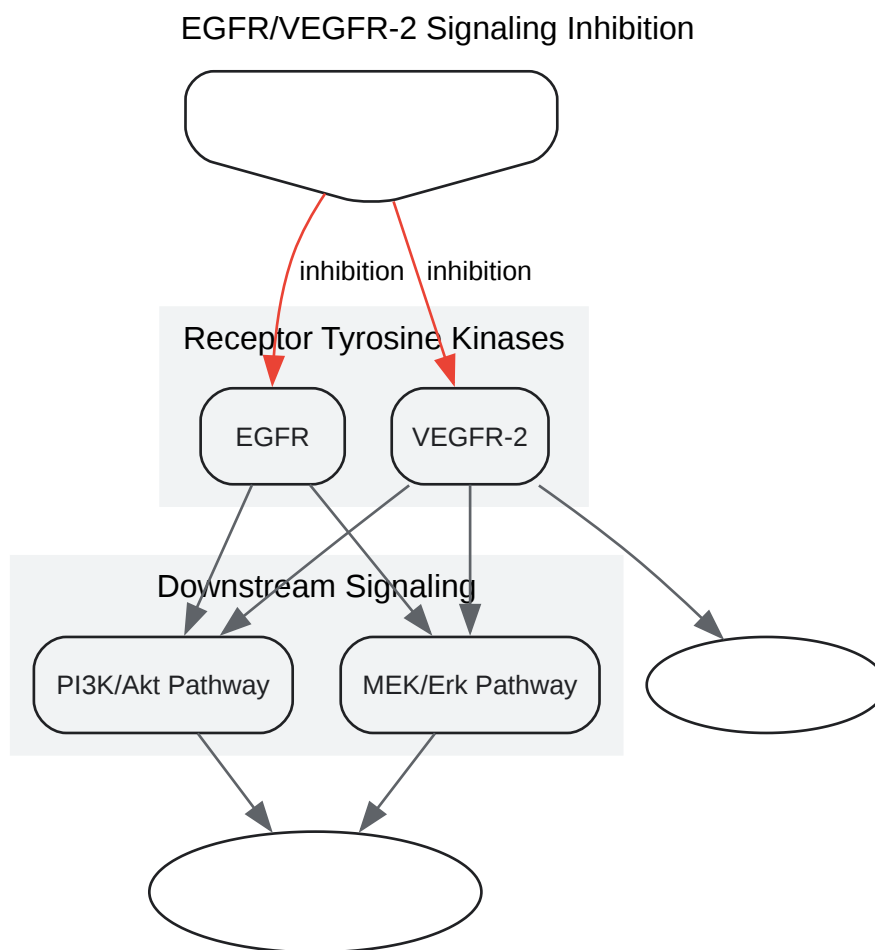 EGFR/VEGFR-2 Signaling Inhibition
inhibition
inhibition
Receptor Tyrosine Kinases
EGFR
VEGFR-2
Downstream Signaling
PI3K/Akt Pathway
MEK/Erk Pathway